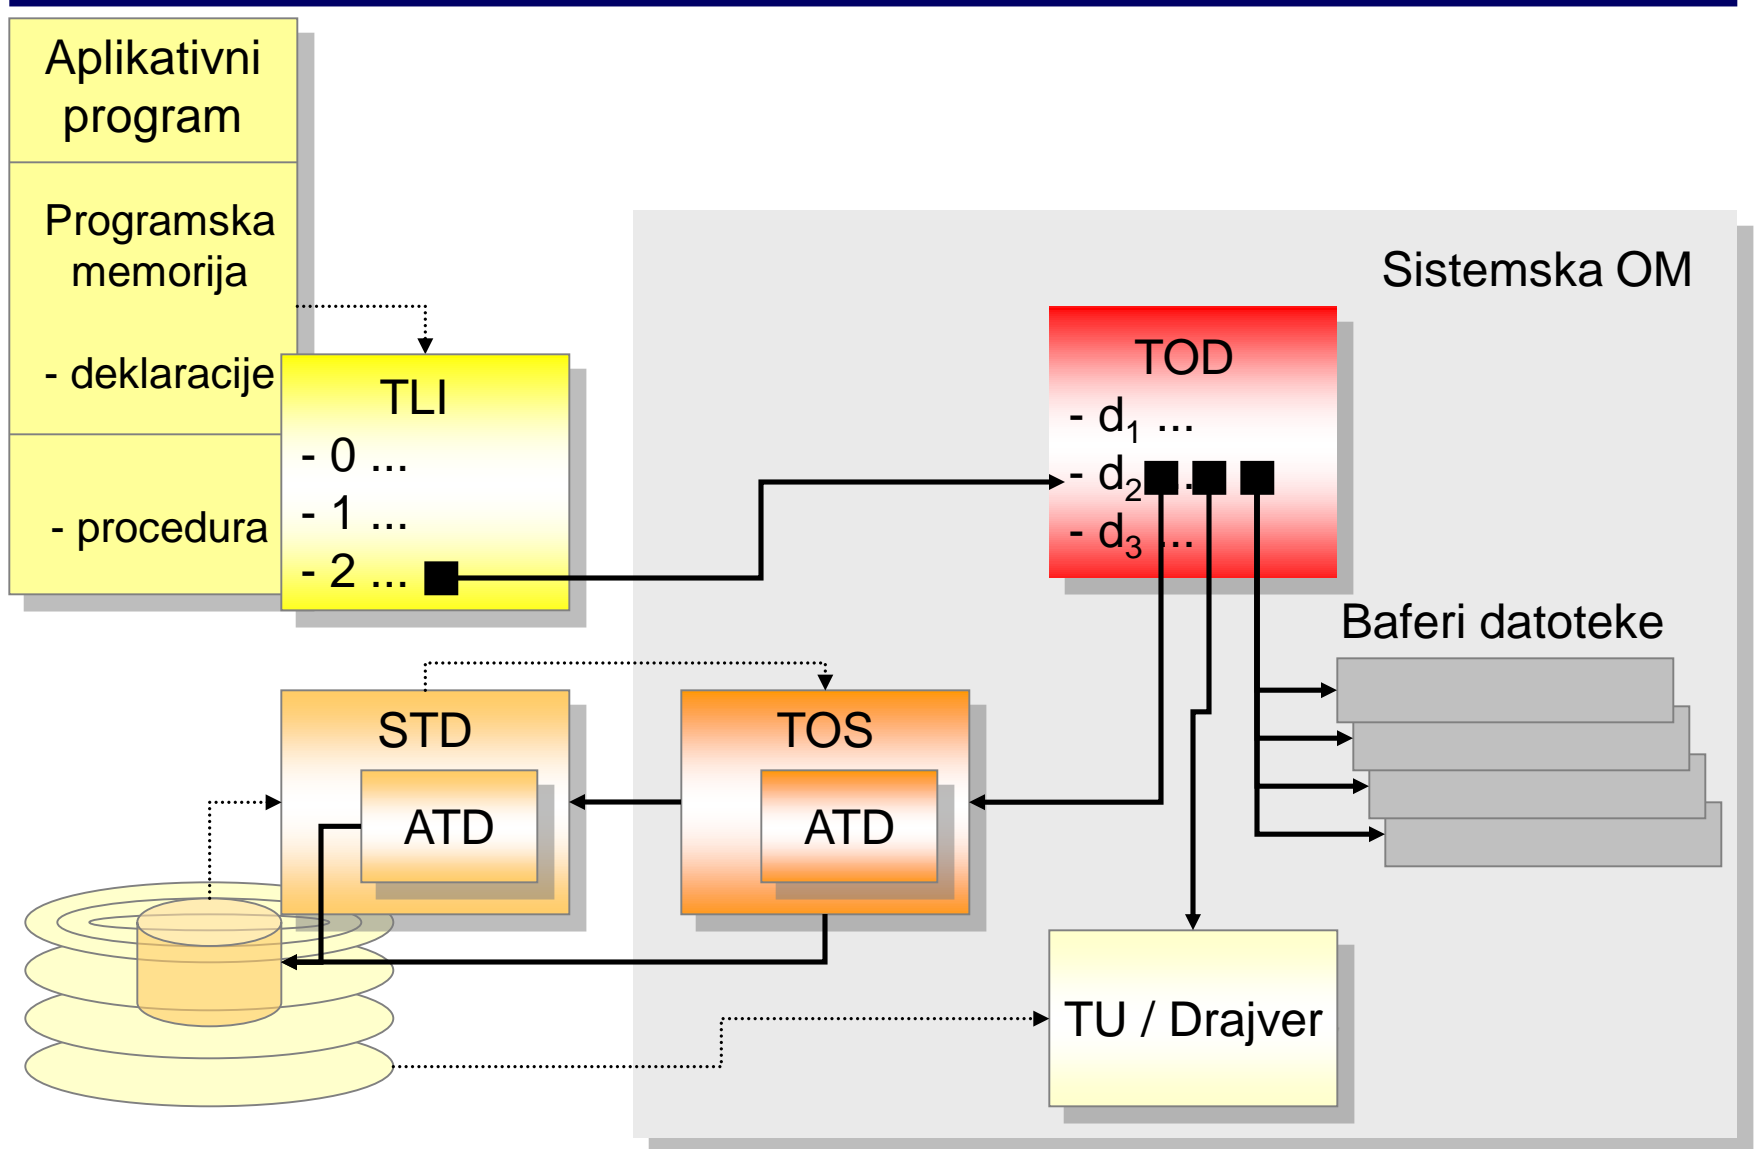 Aplikativni
program
Programska
memorija
- deklaracije
- procedura
TLI
- 0 ...
- 1 ...
- 2 ...
Sistemska OM
TOD
- d1 ...
- d2 ...
- d3 ...
Baferi datoteke
STD
ATD
TOS
ATD
TU / Drajver